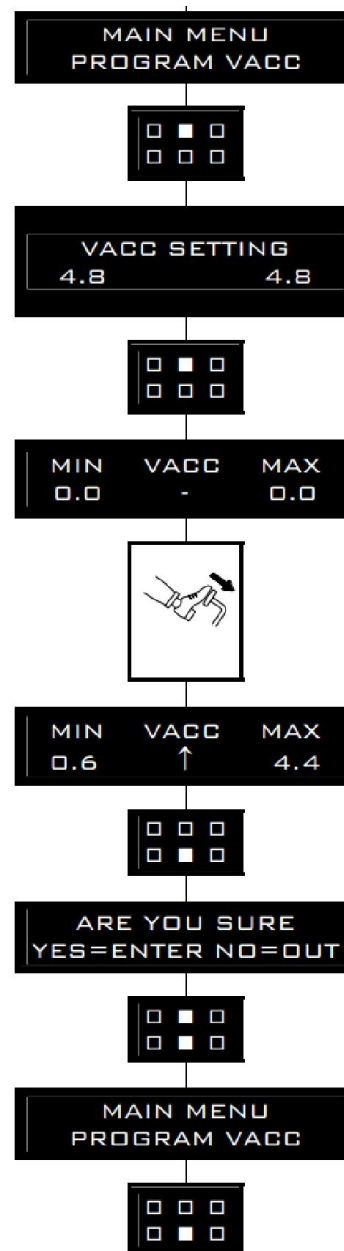 MAIN MENU
PROGRAM VACC
VACC SETTING
4.8 4.8
MIN VACC MAX
0.0 - 0.0
MIN VACC MAX
0.6 ↑ 4.4
ARE YOU SURE
YES=ENTER NO=OUT
MAIN MENU
PROGRAM VACC